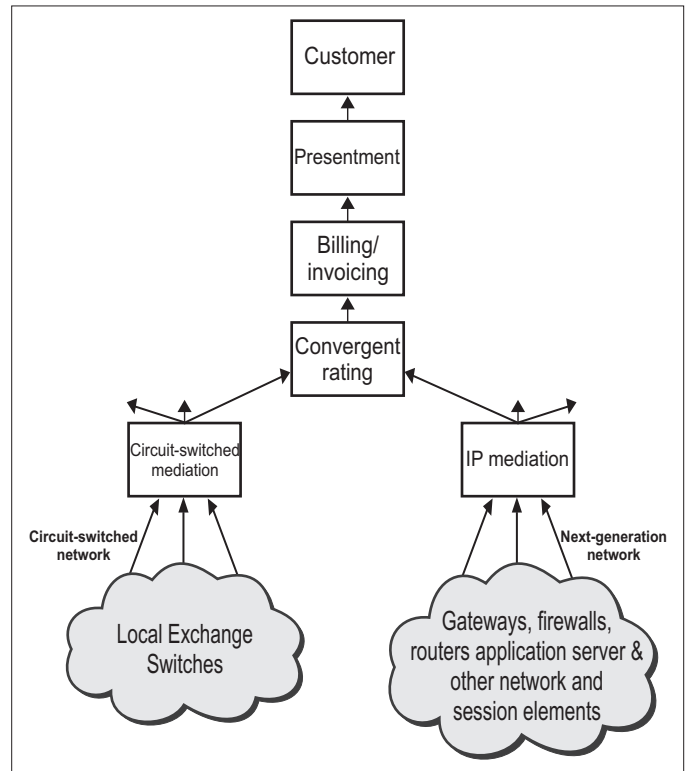 Customer
Presentment
Billing/
invoicing
Convergent
rating
Circuit-switched
mediation
IP mediation
Circuit-switched
network
Next-generation
network
Local Exchange
Switches
Gateways, firewalls,
routers application server &
other network and
session elements